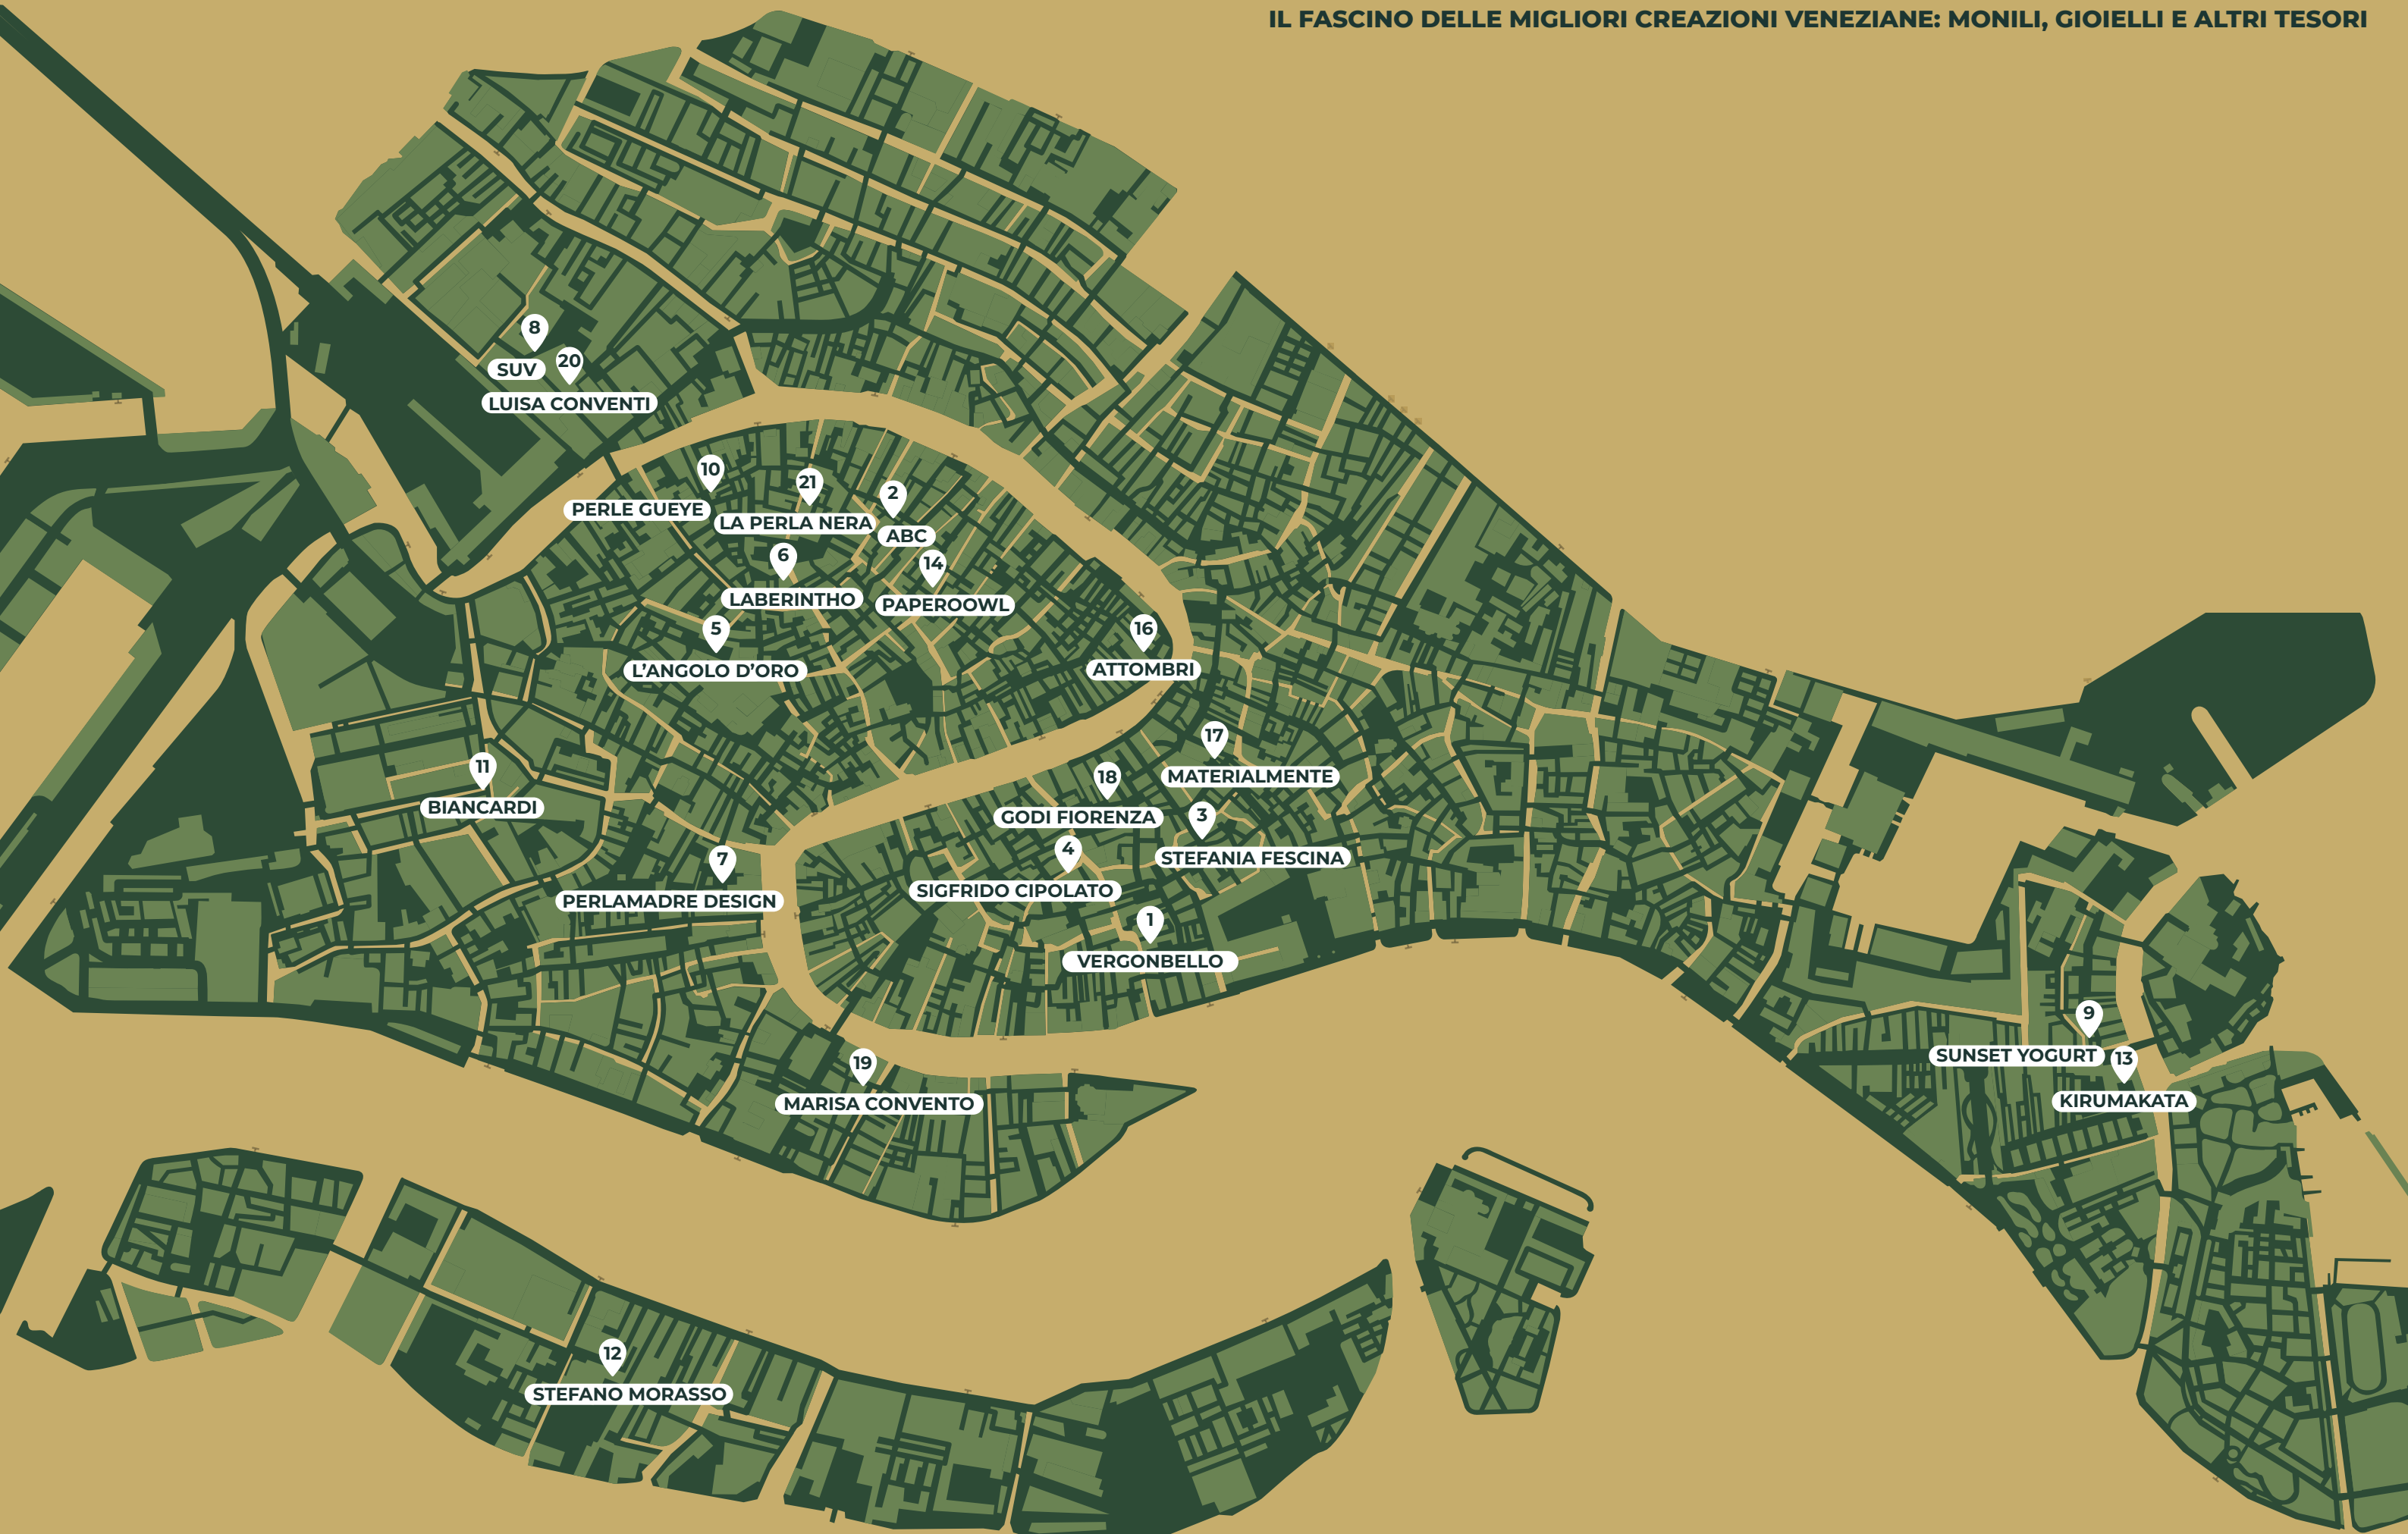 IL FASCINO DELLE MIGLIORI CREAZIONI VENEZIANE: MONILI, GIOIELLI E ALTRI TESORI
8
SUV
20
LUISA CONVENTI
10
PERLE GUEYE
21
LA PERLA NERA
2
ABC
6
LABERINTHO
14
PAPEROOWL
5
L’ANGOLO D’ORO
16
ATTOMBRI
17
MATERIALMENTE
11
BIANCARDI
18
GODI FIORENZA
3
STEFANIA FESCINA
7
PERLAMADRE DESIGN
4
SIGFRIDO CIPOLATO
1
VERGONBELLO
9
SUNSET YOGURT
13
KIRUMAKATA
19
MARISA CONVENTO
12
STEFANO MORASSO